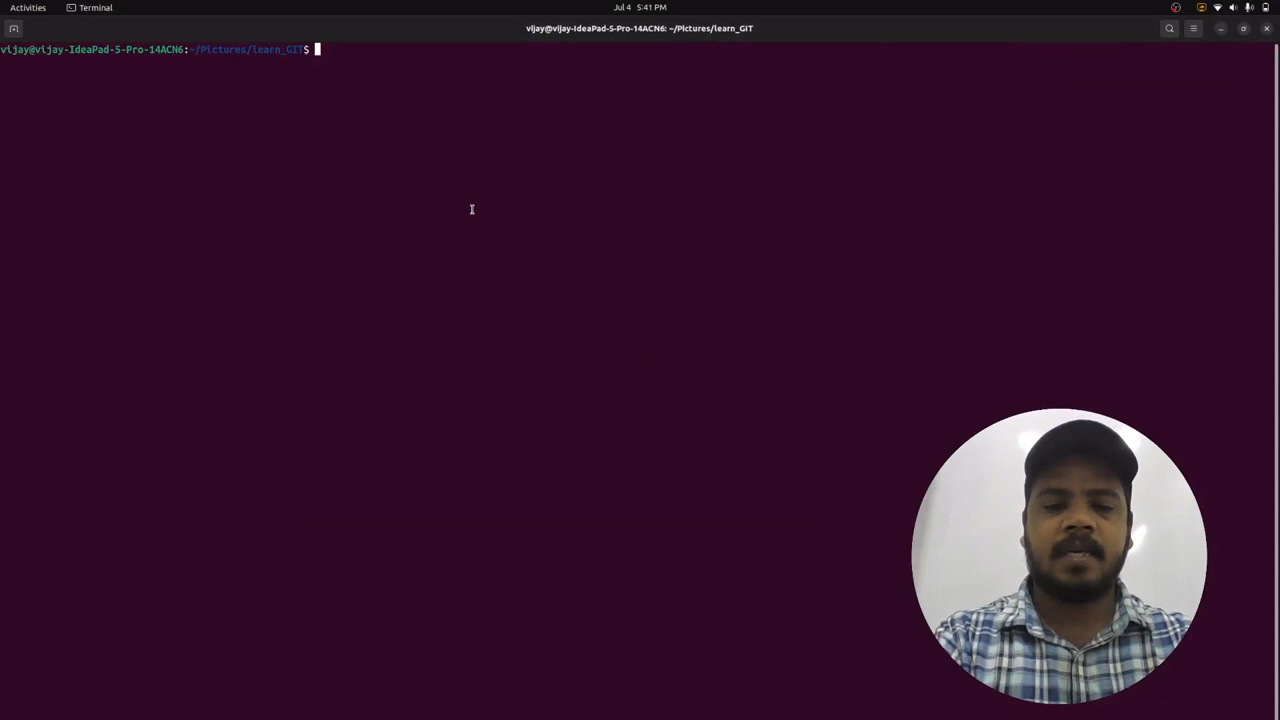 Activities
Terminal
Jul 4 5:41 PM
vijay@vijay-IdeaPad-5-Pro-14ACN6: ~/Pictures/learn_GIT
vijay@vijay-IdeaPad-5-Pro-14ACN6:~/Pictures/learn_GIT$